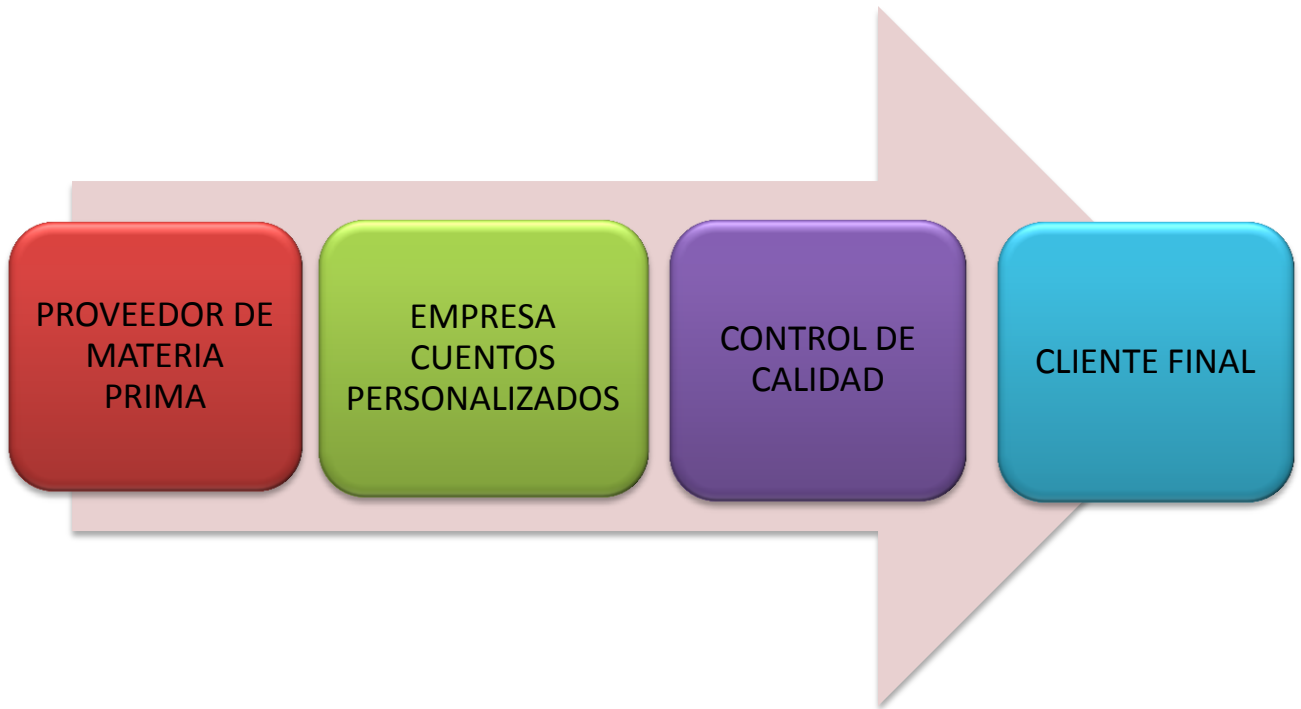 PROVEEDOR DE
MATERIA
PRIMA
EMPRESA
CUENTOS
PERSONALIZADOS
CONTROL DE
CALIDAD
CLIENTE FINAL